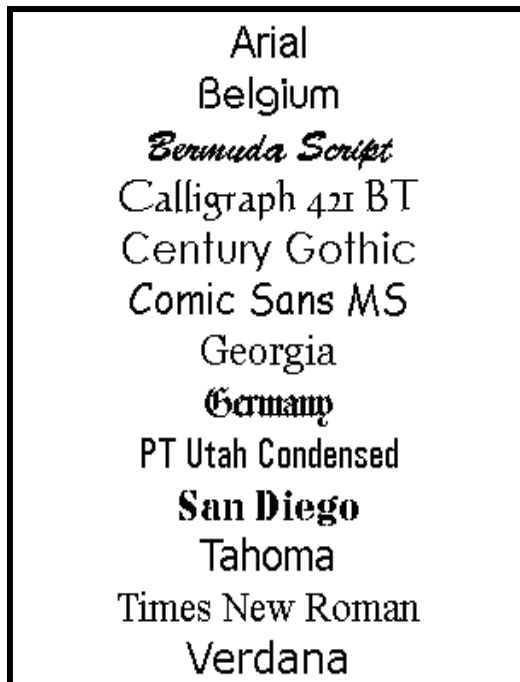 Arial
Belgium
Bermuda Script
Calligraph 421 BT
Century Gothic
Comic Sans MS
Georgia
Germany
PT Utah Condensed
San Diego
Tahoma
Times New Roman
Verdana